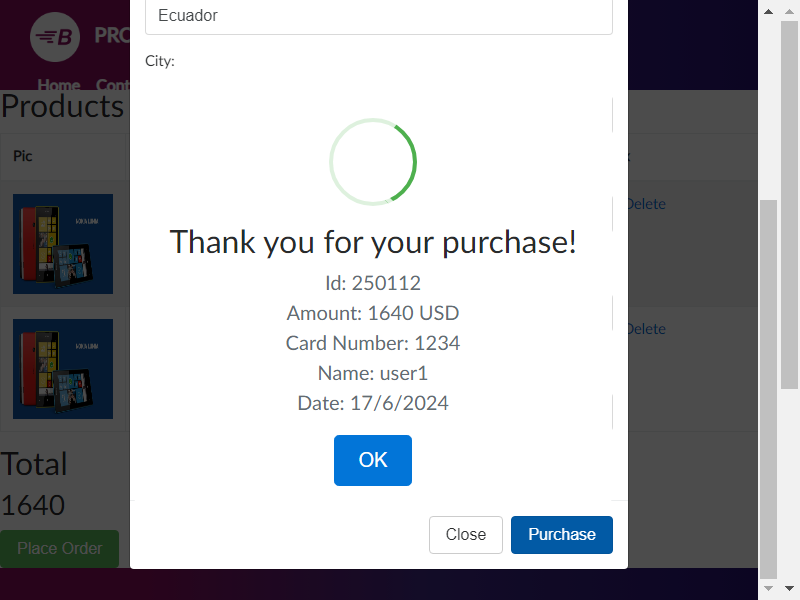 B PRO
Home Cont
Ecuador
City:
Products
Pic
Delete
Thank you for your purchase!
Id: 250112
Amount: 1640 USD
Card Number: 1234
Name: user1
Date: 17/6/2024
Delete
OK
Total
1640
Place Order
Close
Purchase